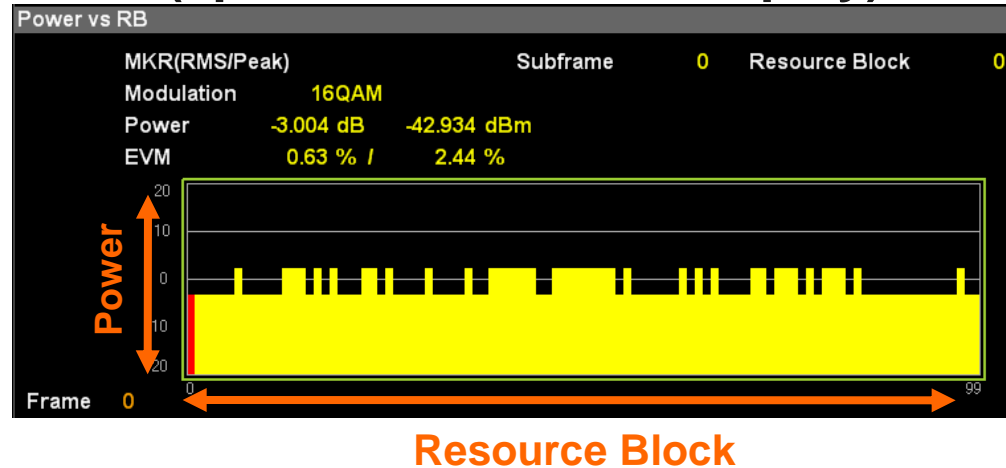 Power vs RB
MKR(RMS/Peak) Subframe 0 Resource Block 0
Modulation 16QAM
Power -3.004 dB -42.934 dBm
EVM 0.63 % / 2.44 %
20
10
0
10
20
Power
0 99
Frame 0
Resource Block